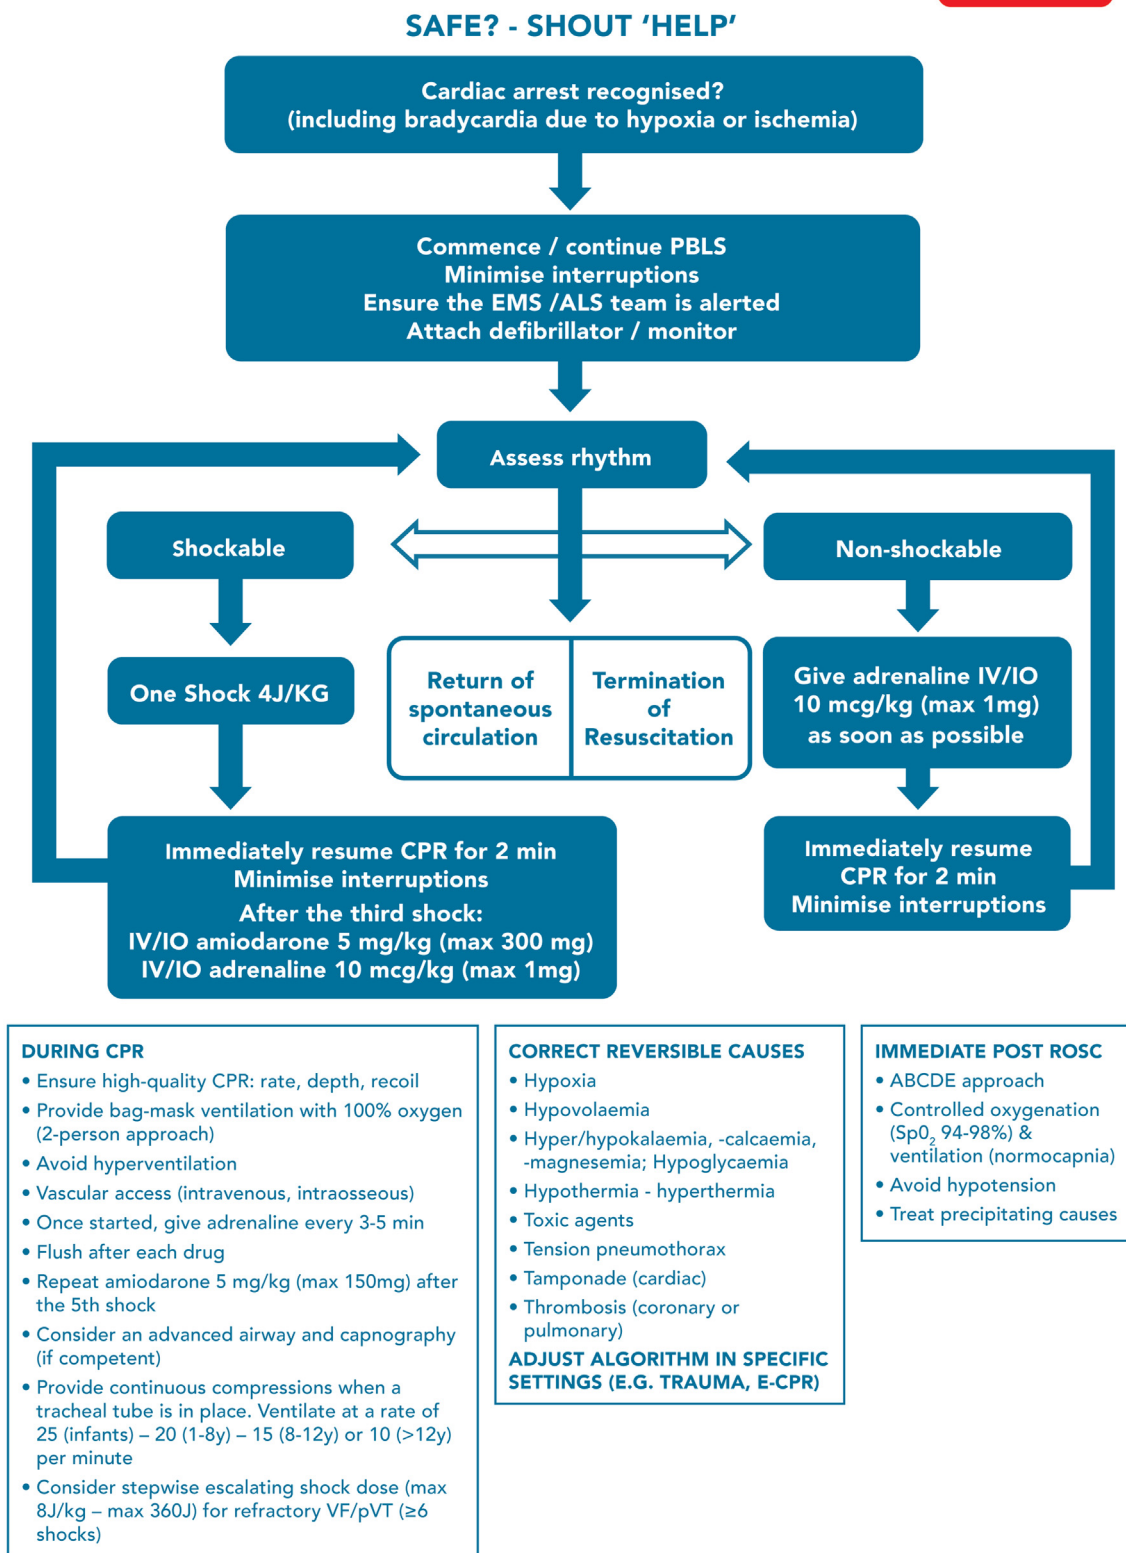 SAFE? - SHOUT ‘HELP’
Cardiac arrest recognised?
(including bradycardia due to hypoxia or ischemia)
Commence / continue PBLS
Minimise interruptions
Ensure the EMS /ALS team is alerted
Attach defibrillator / monitor
Assess rhythm
Shockable
Non-shockable
One Shock 4J/KG
Return of
spontaneous
circulation
Termination
of
Resuscitation
Give adrenaline IV/IO
10 mcg/kg (max 1mg)
as soon as possible
Immediately resume CPR for 2 min
Minimise interruptions
After the third shock:
IV/IO amiodarone 5 mg/kg (max 300 mg)
IV/IO adrenaline 10 mcg/kg (max 1mg)
Immediately resume
CPR for 2 min
Minimise interruptions
DURING CPR
• Ensure high-quality CPR: rate, depth, recoil
• Provide bag-mask ventilation with 100% oxygen
(2-person approach)
• Avoid hyperventilation
• Vascular access (intravenous, intraosseous)
• Once started, give adrenaline every 3-5 min
• Flush after each drug
• Repeat amiodarone 5 mg/kg (max 150mg) after
the 5th shock
• Consider an advanced airway and capnography
(if competent)
• Provide continuous compressions when a
tracheal tube is in place. Ventilate at a rate of
25 (infants) – 20 (1-8y) – 15 (8-12y) or 10 (>12y)
per minute
• Consider stepwise escalating shock dose (max
8J/kg – max 360J) for refractory VF/pVT (≥6
shocks)
CORRECT REVERSIBLE CAUSES
• Hypoxia
• Hypovolaemia
• Hyper/hypokalaemia, -calcaemia,
-magnesemia; Hypoglycaemia
• Hypothermia - hyperthermia
• Toxic agents
• Tension pneumothorax
• Tamponade (cardiac)
• Thrombosis (coronary or
pulmonary)
ADJUST ALGORITHM IN SPECIFIC
SETTINGS (E.G. TRAUMA, E-CPR)
IMMEDIATE POST ROSC
• ABCDE approach
• Controlled oxygenation
(Sp0₂ 94-98%) &
ventilation (normocapnia)
• Avoid hypotension
• Treat precipitating causes